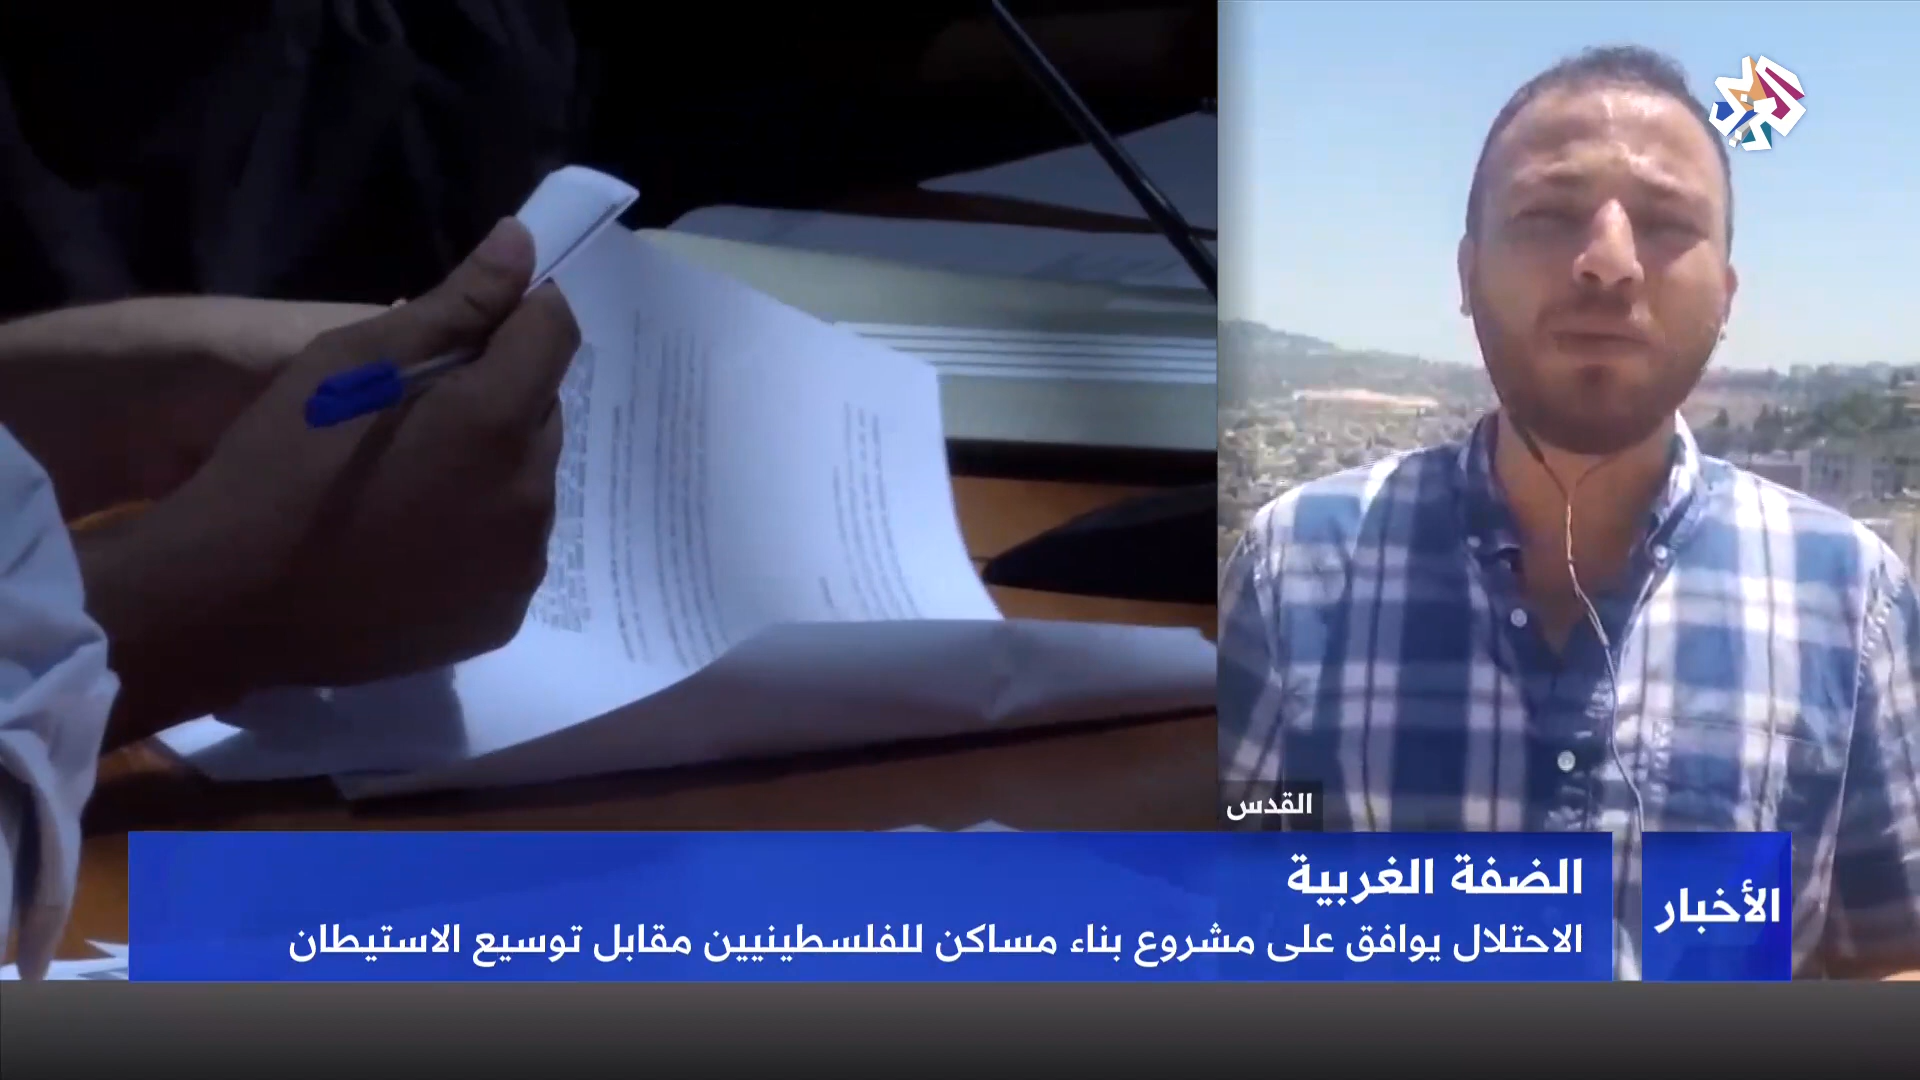 القدس
الأخبار
الضفة الغربية
الاحتلال يوافق على مشروع بناء مساكن للفلسطينيين مقابل توسيع الاستيطان